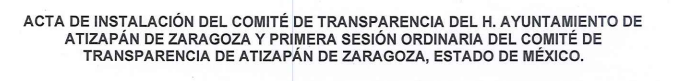 ACTA DE INSTALACIÓN DEL COMITÉ DE TRANSPARENCIA DEL H. AYUNTAMIENTO DE
ATIZAPÁN DE ZARAGOZA Y PRIMERA SESIÓN ORDINARIA DEL COMITÉ DE
TRANSPARENCIA DE ATIZAPÁN DE ZARAGOZA, ESTADO DE MÉXICO.